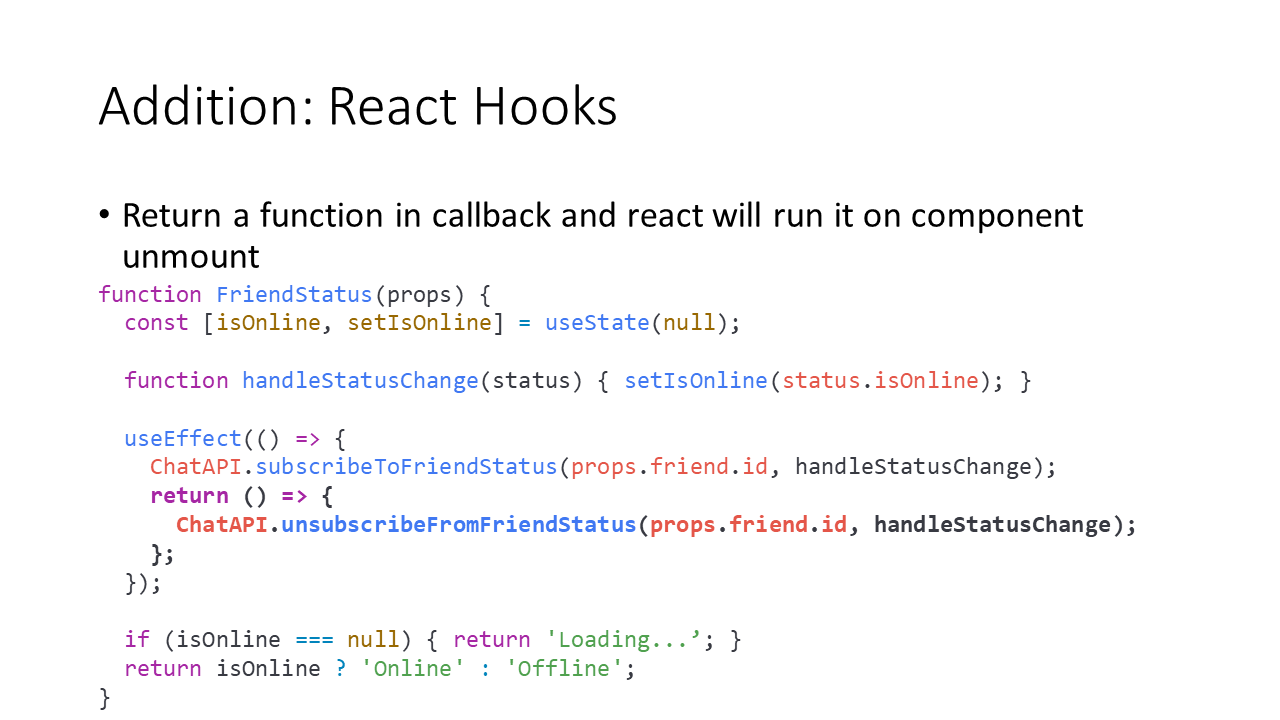 Addition: React Hooks
• Return a function in callback and react will run it on component
unmount
function FriendStatus(props) {
  const [isOnline, setIsOnline] = useState(null);

  function handleStatusChange(status) { setIsOnline(status.isOnline); }

  useEffect(() => {
    ChatAPI.subscribeToFriendStatus(props.friend.id, handleStatusChange);
    return () => {
      ChatAPI.unsubscribeFromFriendStatus(props.friend.id, handleStatusChange);
    };
  });

  if (isOnline === null) { return 'Loading...’; }
  return isOnline ? 'Online' : 'Offline';
}